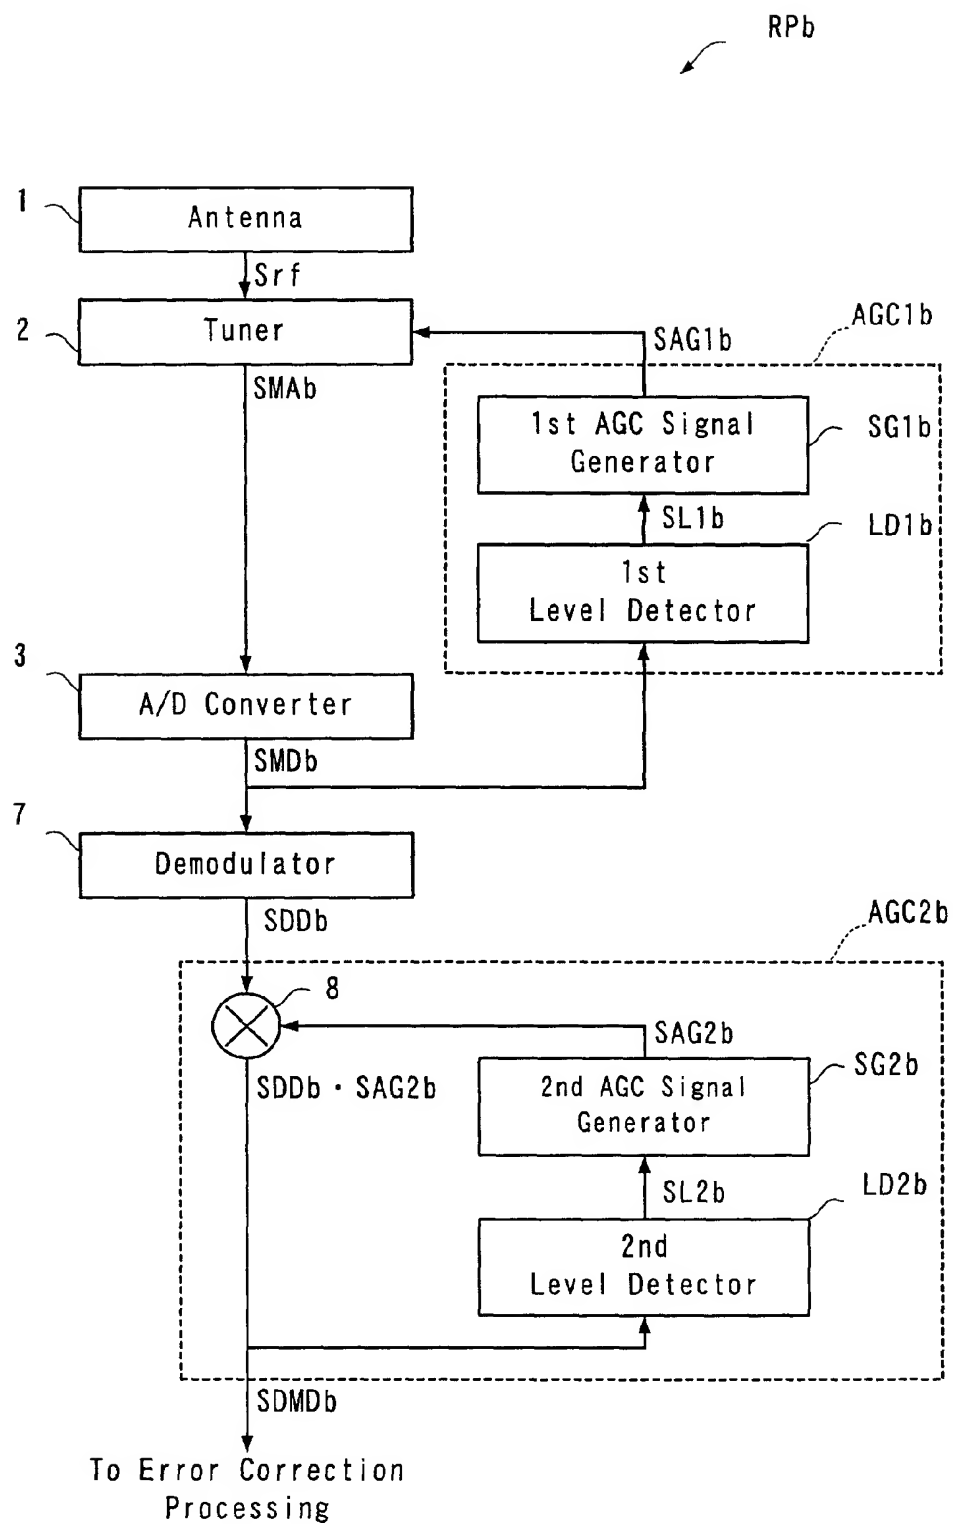 RPb
1
Antenna
Srf
2
Tuner
SMAb
SAG1b
AGC1b
1st AGC Signal
Generator
SG1b
SL1b
LD1b
1st
Level Detector
3
A/D Converter
SMDb
7
Demodulator
SDDb
AGC2b
8
SAG2b
SDDb・SAG2b
2nd AGC Signal
Generator
SG2b
SL2b
LD2b
2nd
Level Detector
SDMDb
To Error Correction
Processing